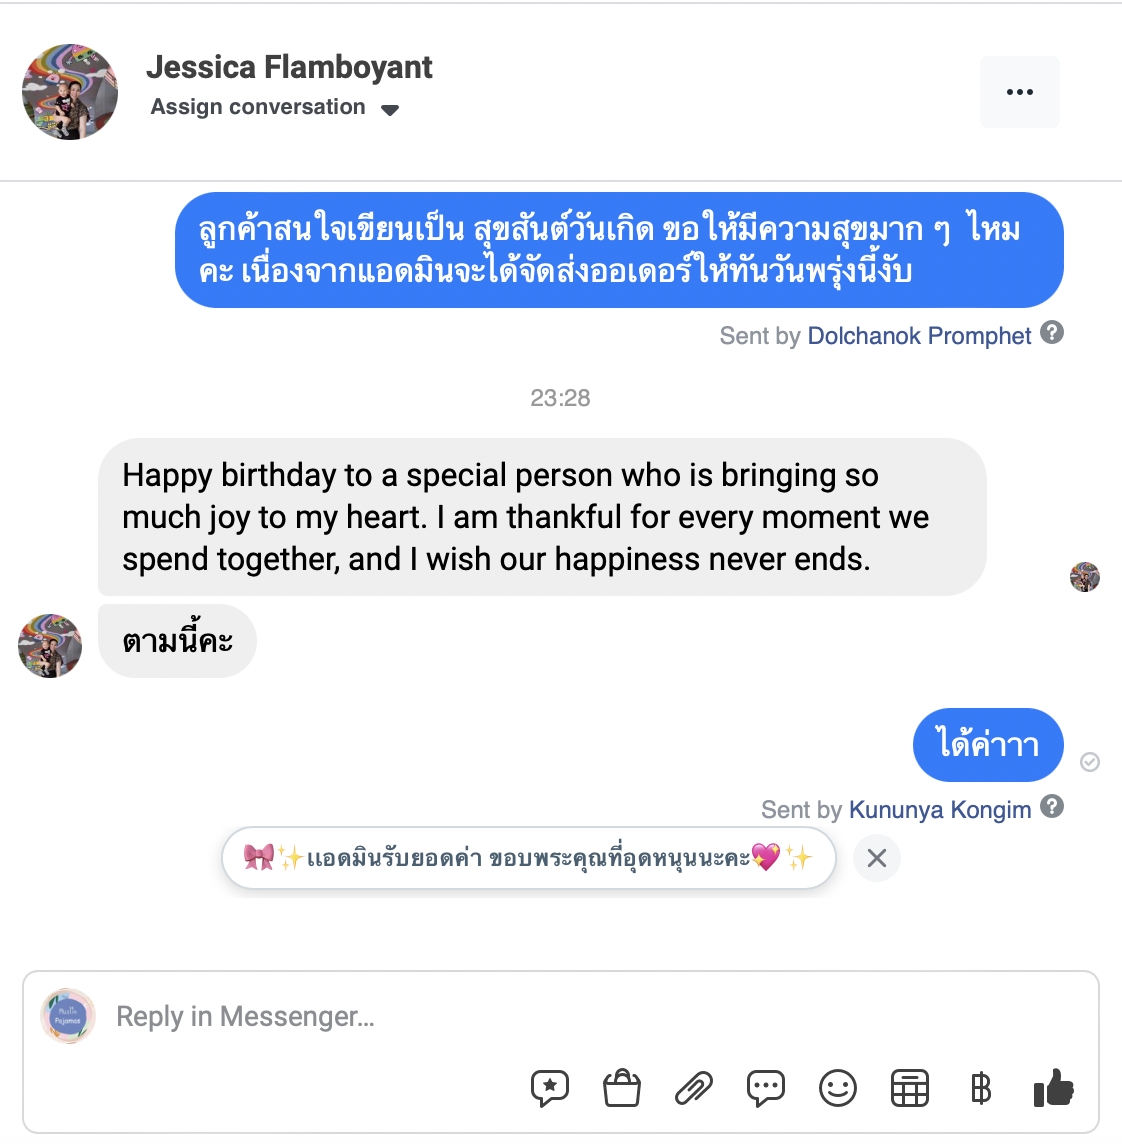 Jessica Flamboyant
Assign conversation
ลูกค้าสนใจเขียนเป็น สุขสันต์วันเกิด ขอให้มีความสุขมาก ๆ ไหม
คะ เนื่องจากแอดมินจะได้จัดส่งออเดอร์ให้ทันวันพรุ่งนี้งับ
Sent by Dolchanok Promphet
23:28
Happy birthday to a special person who is bringing so
much joy to my heart. I am thankful for every moment we
spend together, and I wish our happiness never ends.
ตามนี้คะ
ได้ค่าาา
Sent by Kununya Kongim
🎀✨แอดมินรับยอดค่า ขอบพระคุณที่อุดหนุนนะคะ💖✨
Muslin
Pajamas
Reply in Messenger...